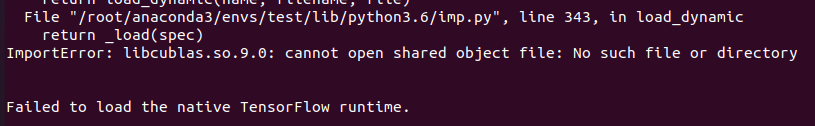 return load_dynamic(name, filename, file)
File "/root/anaconda3/envs/test/lib/python3.6/imp.py", line 343, in load_dynamic
return _load(spec)
ImportError: libcublas.so.9.0: cannot open shared object file: No such file or directory
Failed to load the native TensorFlow runtime.